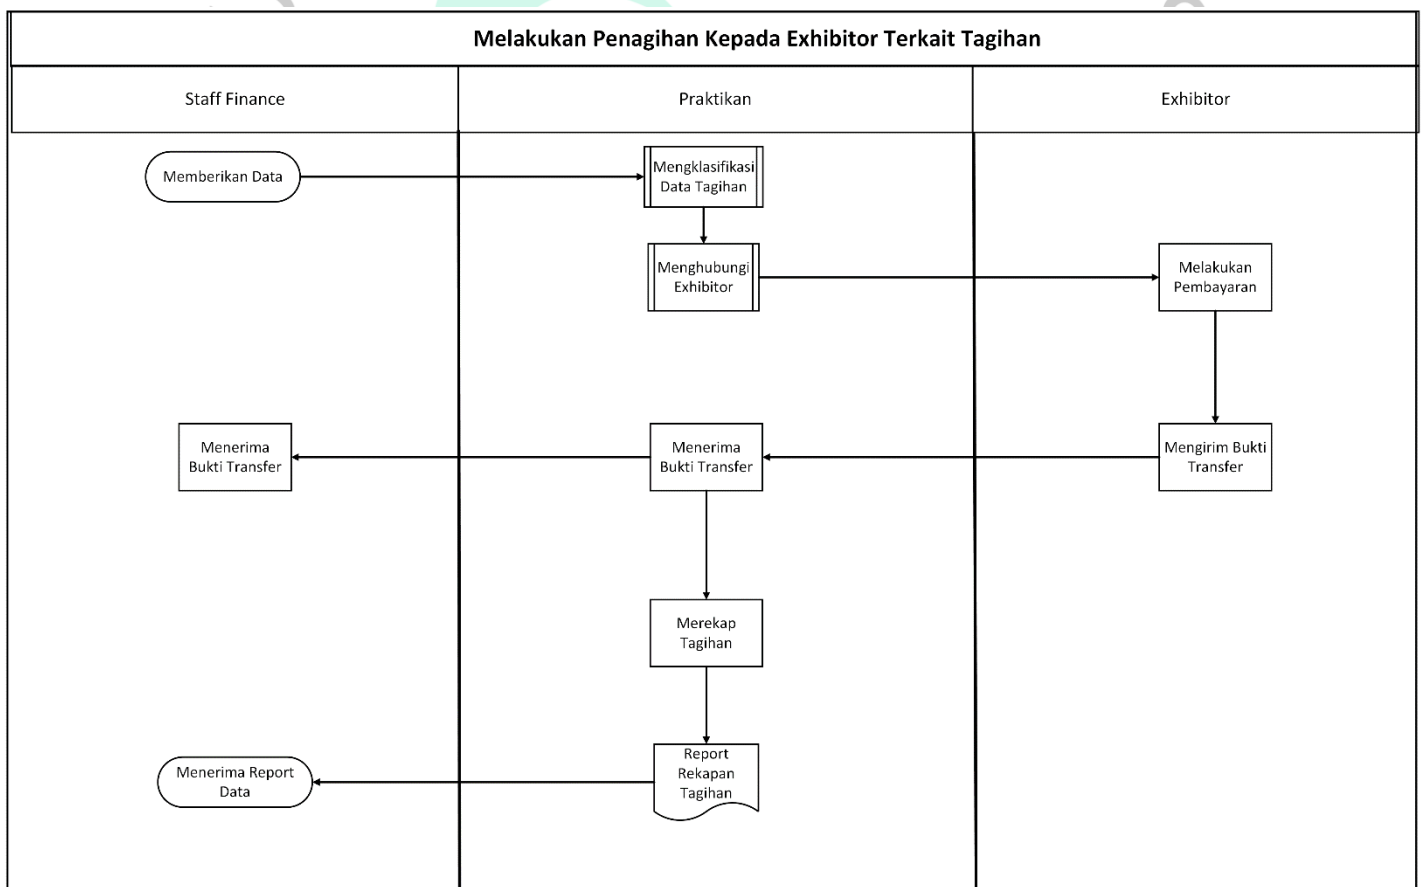 Melakukan Penagihan Kepada Exhibitor Terkait Tagihan
Staff Finance
Praktikan
Exhibitor
Memberikan Data
Mengklasifikasi
Data Tagihan
Menghubungi
Exhibitor
Melakukan
Pembayaran
Menerima
Bukti Transfer
Menerima
Bukti Transfer
Mengirim Bukti
Transfer
Merekap
Tagihan
Menerima Report
Data
Report
Rekapan
Tagihan